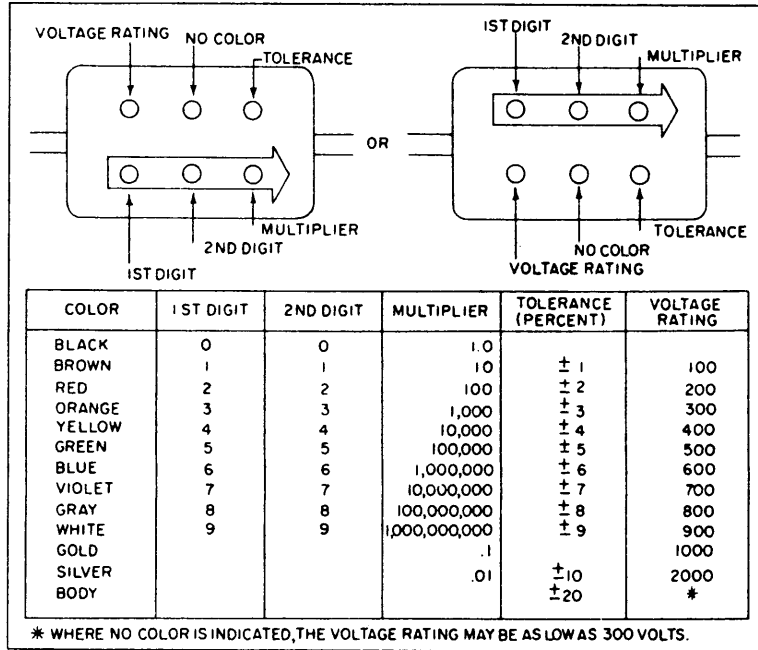 VOLTAGE RATING NO COLOR
TOLERANCE
MULTIPLIER
2ND DIGIT
1ST DIGIT
OR
1ST DIGIT
2ND DIGIT
MULTIPLIER
TOLERANCE
NO COLOR
VOLTAGE RATING
COLOR 1ST DIGIT 2ND DIGIT MULTIPLIER TOLERANCE (PERCENT) VOLTAGE RATING
BLACK 0 0 1.0
BROWN 1 1 10 ± 1 100
RED 2 2 100 ± 2 200
ORANGE 3 3 1,000 ± 3 300
YELLOW 4 4 10,000 ± 4 400
GREEN 5 5 100,000 ± 5 500
BLUE 6 6 1,000,000 ± 6 600
VIOLET 7 7 10,000,000 ± 7 700
GRAY 8 8 100,000,000 ± 8 800
WHITE 9 9 1,000,000,000 ± 9 900
GOLD .1 1000
SILVER .01 ±10 2000
BODY ±20 *
* WHERE NO COLOR IS INDICATED, THE VOLTAGE RATING MAY BE AS LOW AS 300 VOLTS.